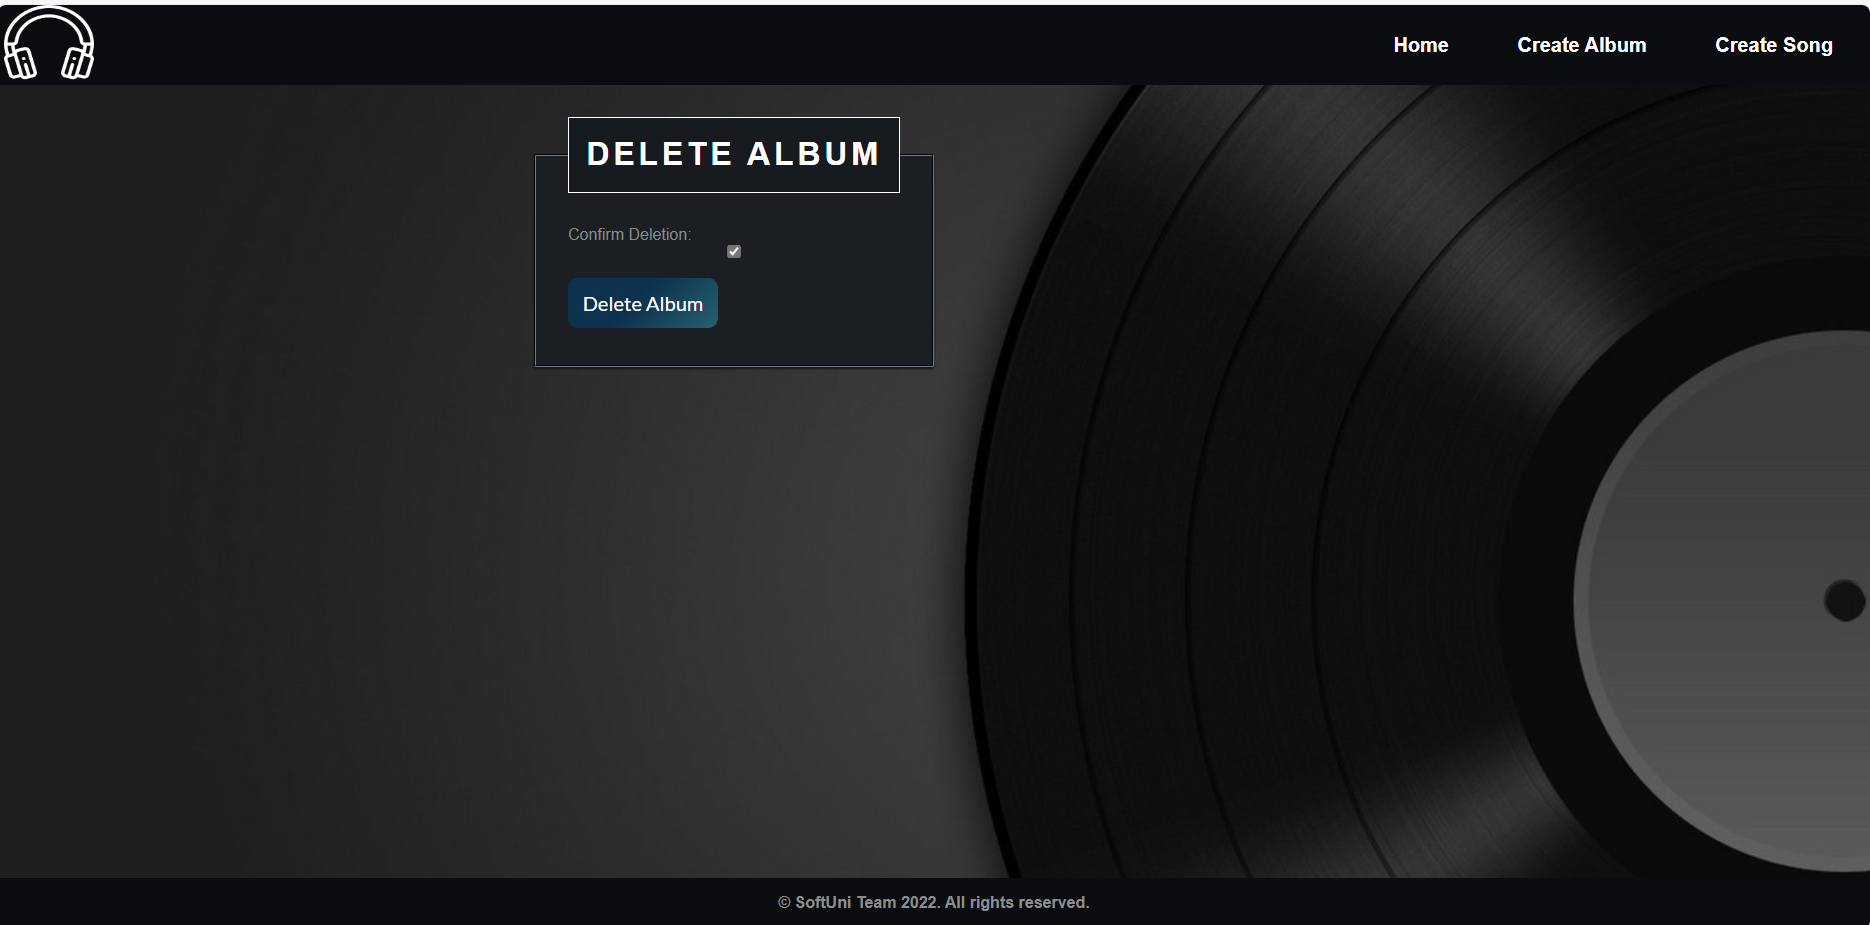 Home
Create Album
Create Song
DELETE ALBUM
Confirm Deletion:
Delete Album
© SoftUni Team 2022. All rights reserved.